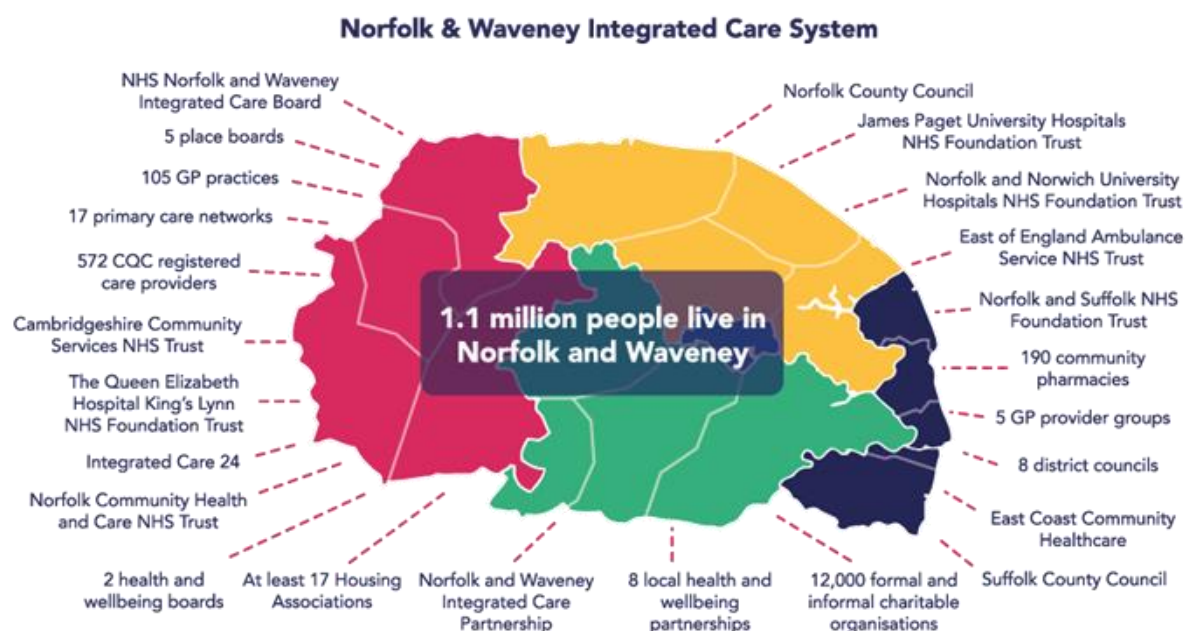 Norfolk & Waveney Integrated Care System
NHS Norfolk and Waveney
Integrated Care Board
5 place boards
105 GP practices
17 primary care networks
572 CQC registered
care providers
Cambridgeshire Community
Services NHS Trust
The Queen Elizabeth
Hospital King's Lynn
NHS Foundation Trust
Integrated Care 24
Norfolk Community Health
and Care NHS Trust
2 health and
wellbeing boards
At least 17 Housing
Associations
Norfolk and Waveney
Integrated Care
Partnership
8 local health and
wellbeing
partnerships
12,000 formal and
informal charitable
organisations
1.1 million people live in
Norfolk and Waveney
Norfolk County Council
James Paget University Hospitals
NHS Foundation Trust
Norfolk and Norwich University
Hospitals NHS Foundation Trust
East of England Ambulance
Service NHS Trust
Norfolk and Suffolk NHS
Foundation Trust
190 community
pharmacies
5 GP provider groups
8 district councils
East Coast Community
Healthcare
Suffolk County Council